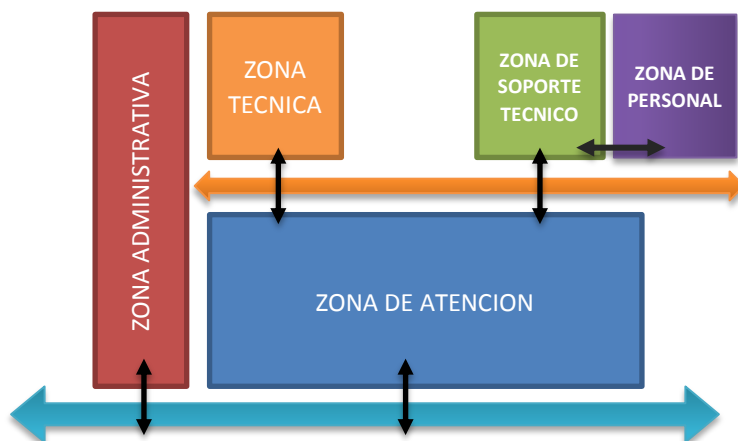 ZONA ADMINISTRATIVA
ZONA
TECNICA
ZONA DE
SOPORTE
TECNICO
ZONA DE
PERSONAL
ZONA DE ATENCION